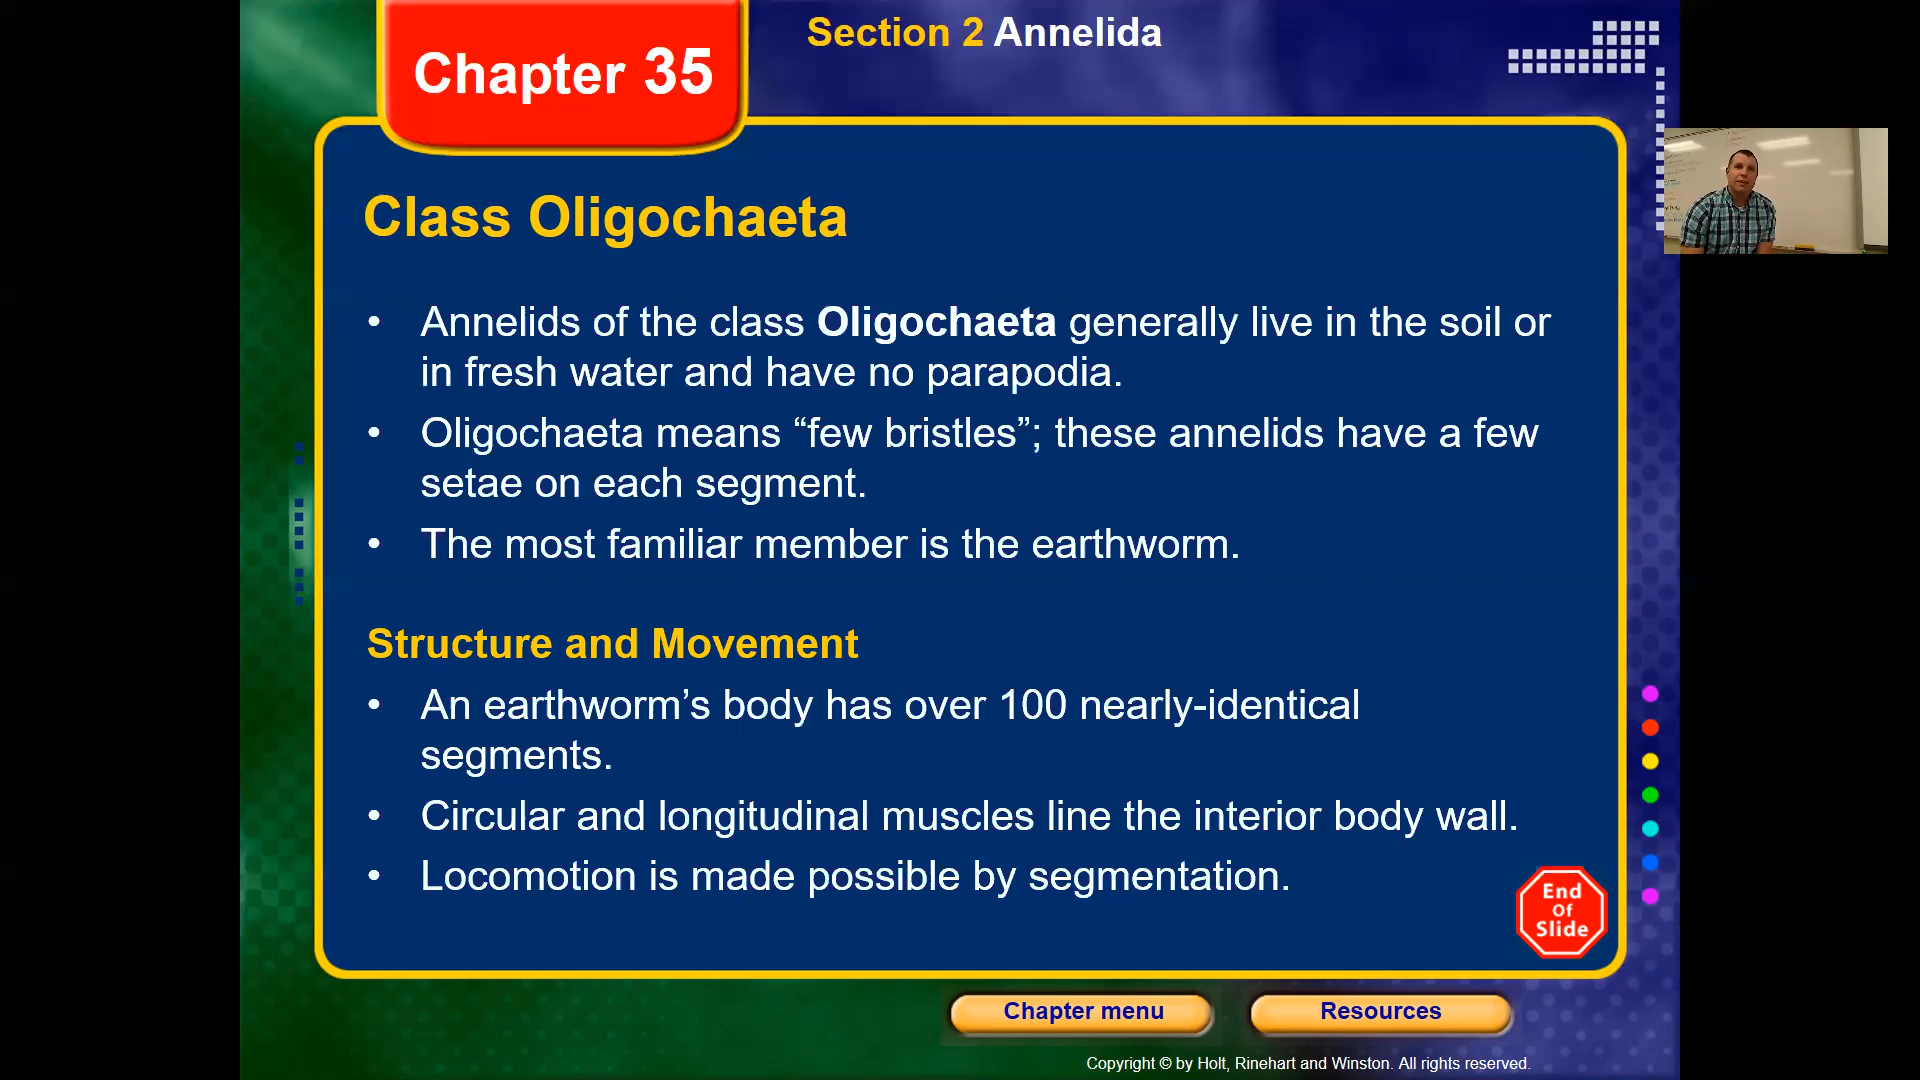 Section 2 Annelida
Chapter 35
Class Oligochaeta
• Annelids of the class Oligochaeta generally live in the soil or
in fresh water and have no parapodia.
• Oligochaeta means “few bristles”; these annelids have a few
setae on each segment.
• The most familiar member is the earthworm.
Structure and Movement
• An earthworm’s body has over 100 nearly-identical
segments.
• Circular and longitudinal muscles line the interior body wall.
• Locomotion is made possible by segmentation.
End
Of
Slide
Chapter menu
Resources
Copyright © by Holt, Rinehart and Winston. All rights reserved.